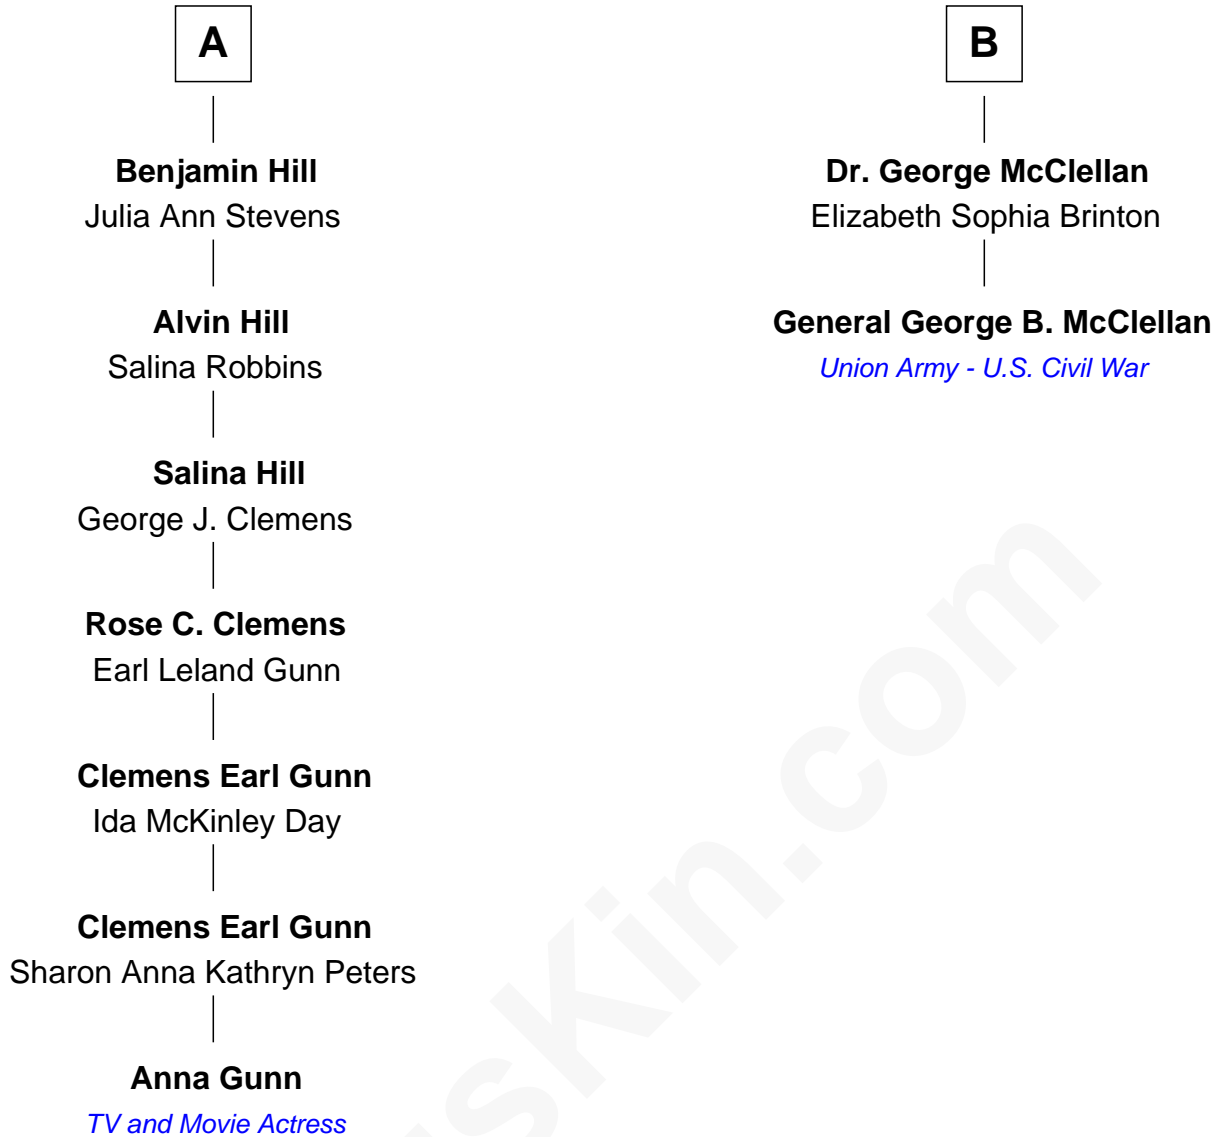 A
Benjamin Hill
Julia Ann Stevens
Alvin Hill
Salina Robbins
Salina Hill
George J. Clemens
Rose C. Clemens
Earl Leland Gunn
Clemens Earl Gunn
Ida McKinley Day
Clemens Earl Gunn
Sharon Anna Kathryn Peters
Anna Gunn
TV and Movie Actress
B
Dr. George McClellan
Elizabeth Sophia Brinton
General George B. McClellan
Union Army - U.S. Civil War
sKin.com